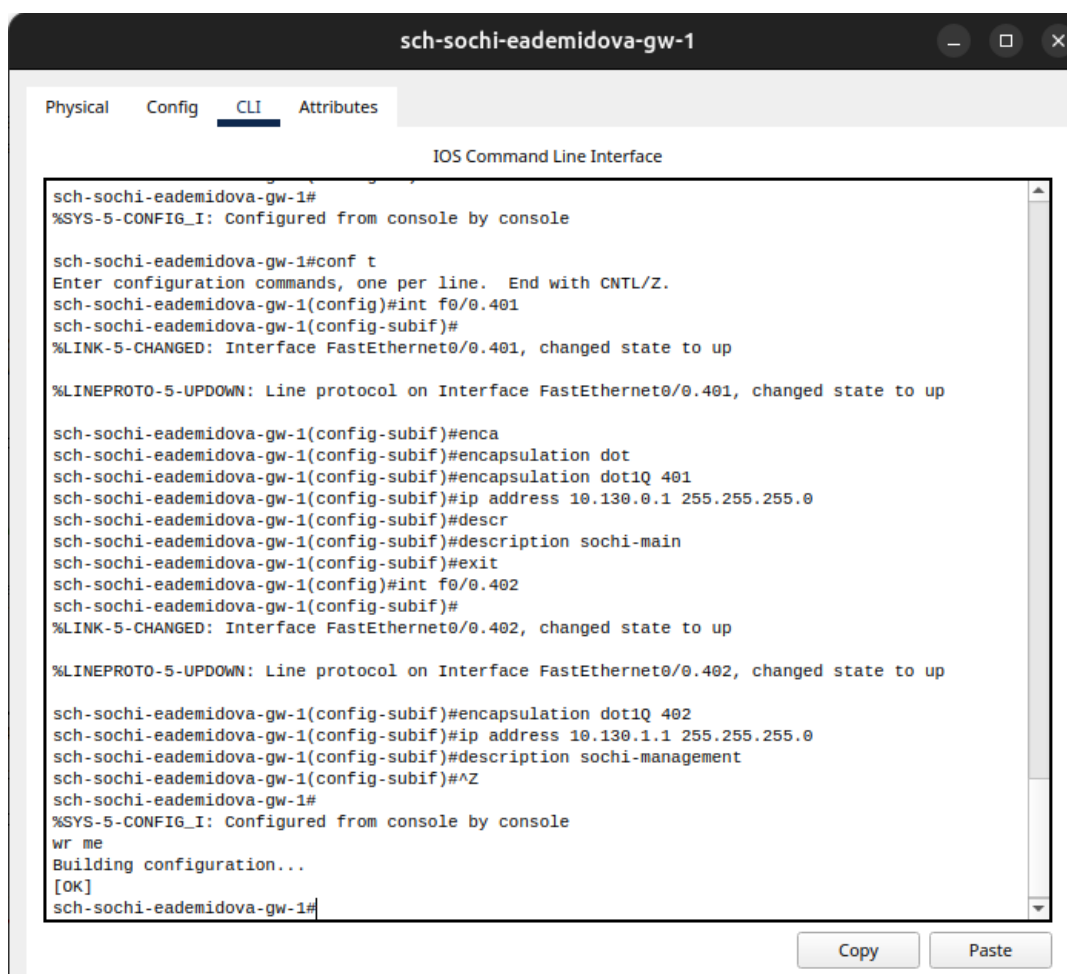 sch-sochi-eademidova-gw-1
Physical Config CLI Attributes
IOS Command Line Interface
sch-sochi-eademidova-gw-1#
%SYS-5-CONFIG_I: Configured from console by console
sch-sochi-eademidova-gw-1#conf t
Enter configuration commands, one per line.  End with CNTL/Z.
sch-sochi-eademidova-gw-1(config)#int f0/0.401
sch-sochi-eademidova-gw-1(config-subif)#
%LINK-5-CHANGED: Interface FastEthernet0/0.401, changed state to up
%LINEPROTO-5-UPDOWN: Line protocol on Interface FastEthernet0/0.401, changed state to up
sch-sochi-eademidova-gw-1(config-subif)#enca
sch-sochi-eademidova-gw-1(config-subif)#encapsulation dot
sch-sochi-eademidova-gw-1(config-subif)#encapsulation dot1Q 401
sch-sochi-eademidova-gw-1(config-subif)#ip address 10.130.0.1 255.255.255.0
sch-sochi-eademidova-gw-1(config-subif)#descr
sch-sochi-eademidova-gw-1(config-subif)#description sochi-main
sch-sochi-eademidova-gw-1(config-subif)#exit
sch-sochi-eademidova-gw-1(config)#int f0/0.402
sch-sochi-eademidova-gw-1(config-subif)#
%LINK-5-CHANGED: Interface FastEthernet0/0.402, changed state to up
%LINEPROTO-5-UPDOWN: Line protocol on Interface FastEthernet0/0.402, changed state to up
sch-sochi-eademidova-gw-1(config-subif)#encapsulation dot1Q 402
sch-sochi-eademidova-gw-1(config-subif)#ip address 10.130.1.1 255.255.255.0
sch-sochi-eademidova-gw-1(config-subif)#description sochi-management
sch-sochi-eademidova-gw-1(config-subif)#^Z
sch-sochi-eademidova-gw-1#
%SYS-5-CONFIG_I: Configured from console by console
wr me
Building configuration...
[OK]
sch-sochi-eademidova-gw-1#
Copy Paste